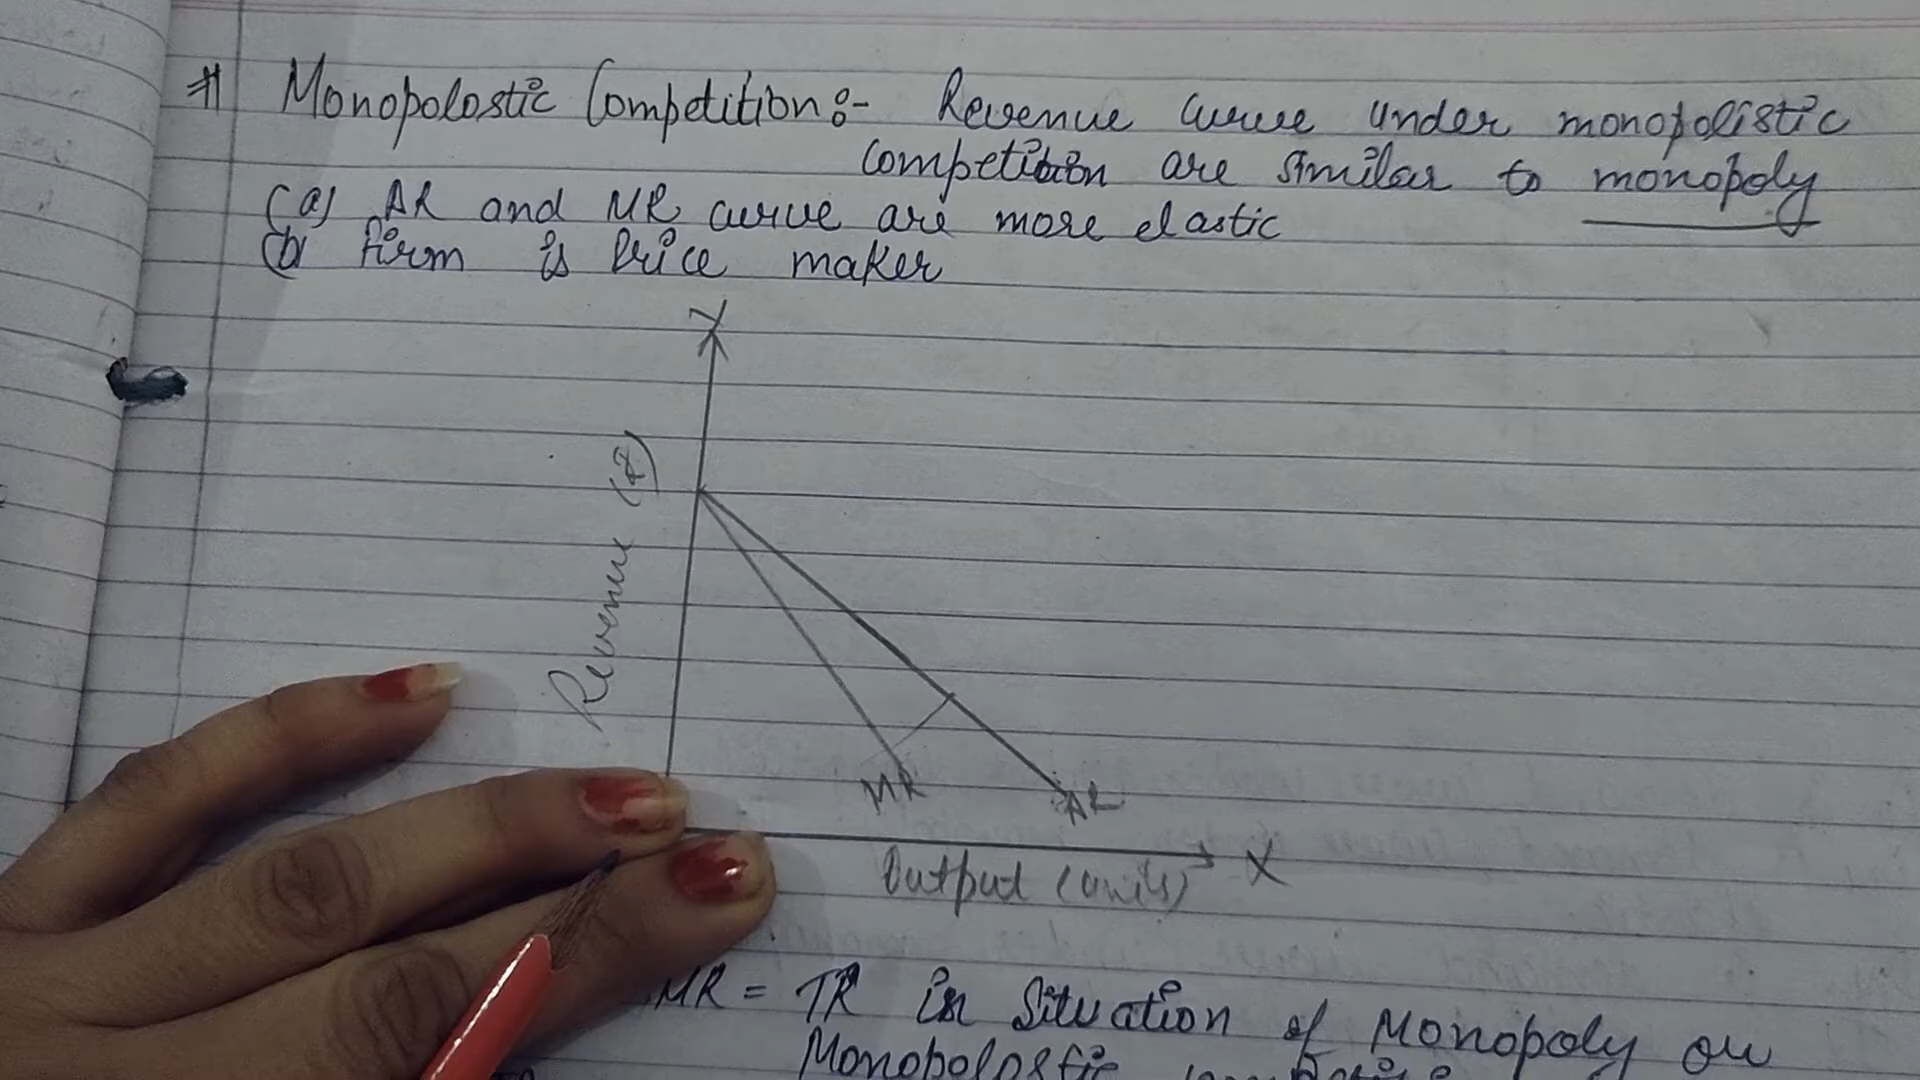 # Monopolostic Competition:- Revenue curve under monopolistic
competition are similar to monopoly
(a) AR and MR curve are more elastic
(b) firm is Price maker
Y
Revenue (₹)
MR
AR
X
Output (units)
MR = TR in Situation of Monopoly or
Monopolostic